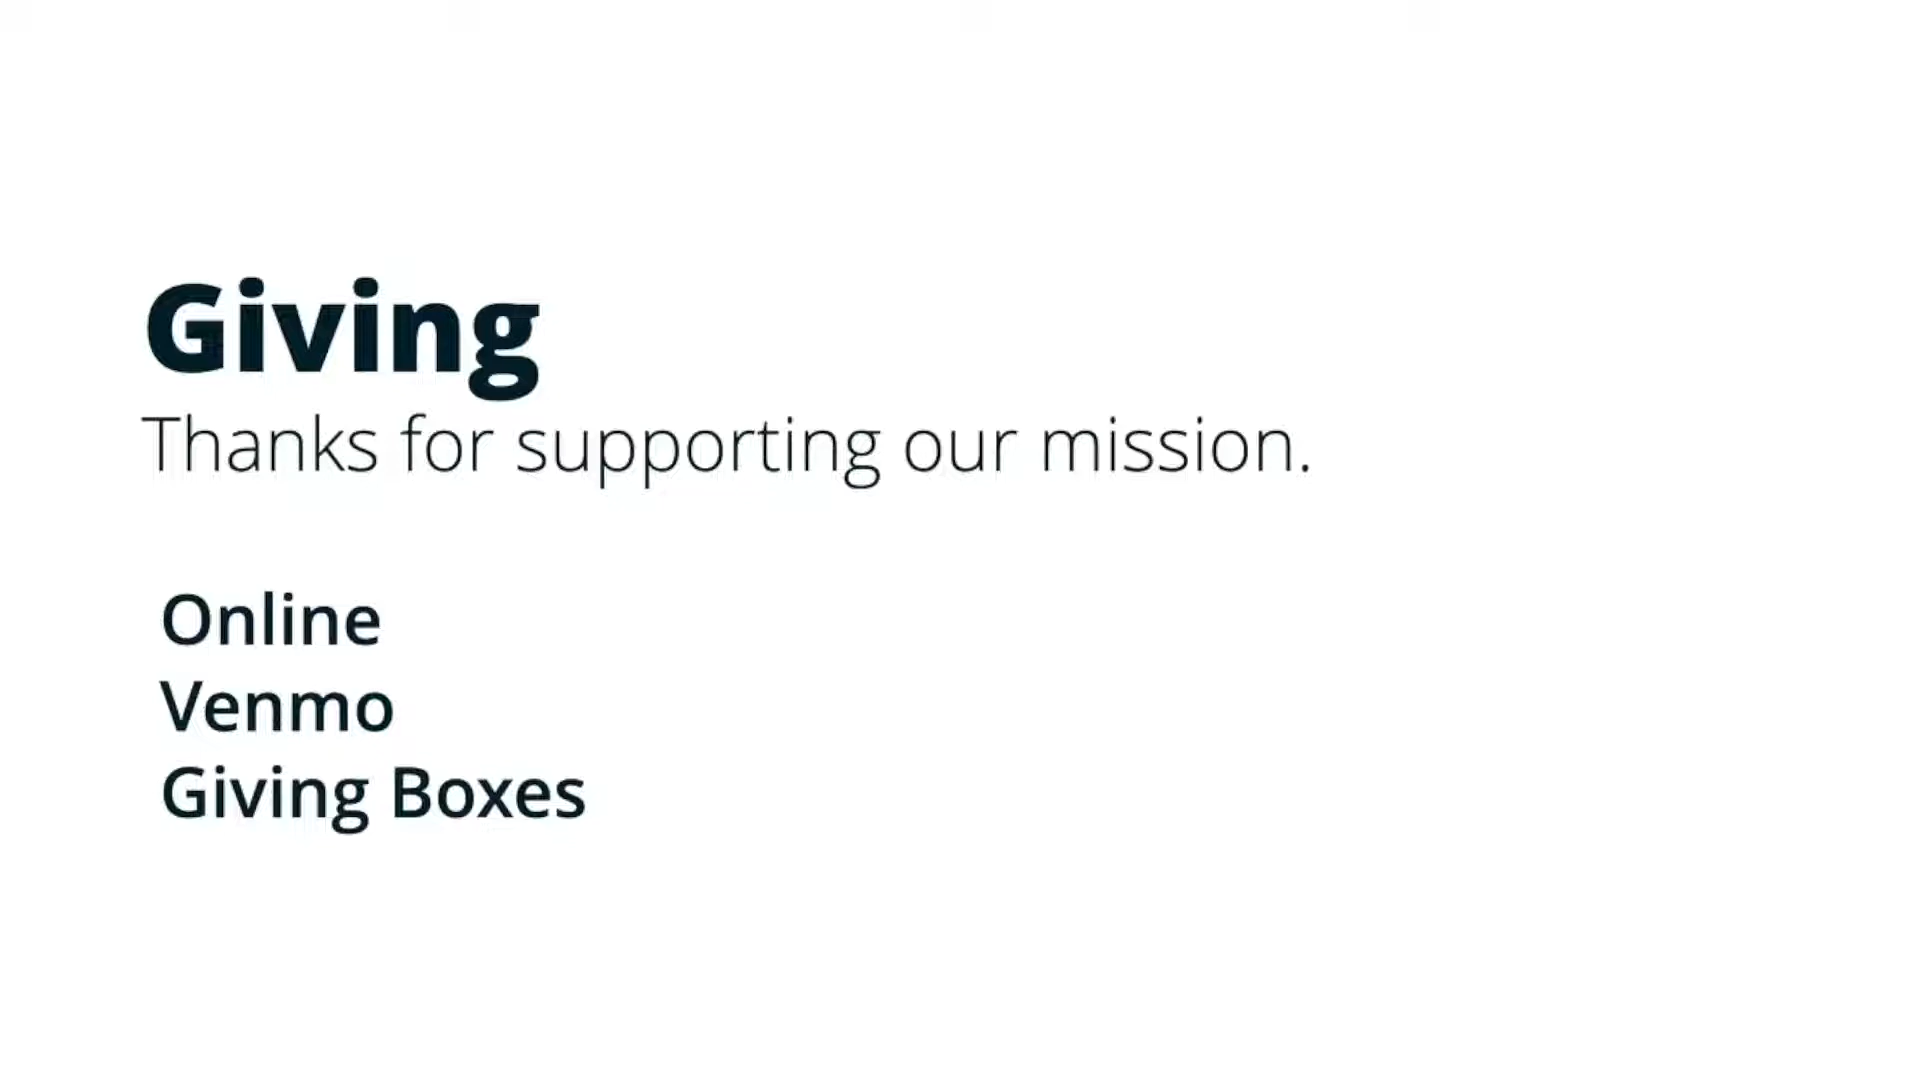 Giving
Thanks for supporting our mission.
Online
Venmo
Giving Boxes